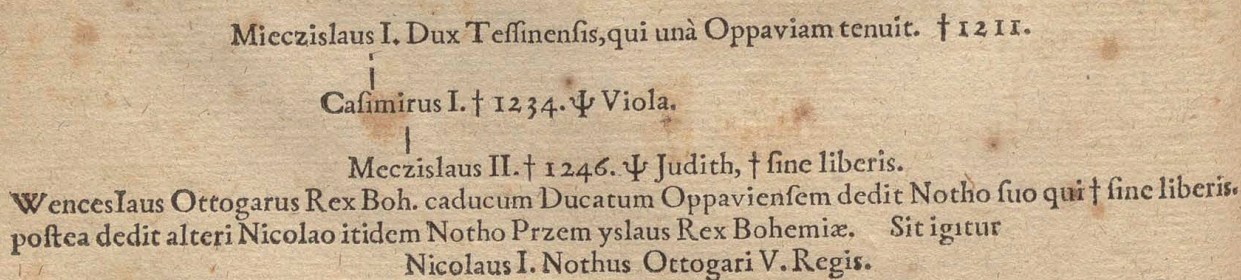 Mieczislaus I. Dux Teſſinenſis, qui unà Oppaviam tenuit. † 1211.
Caſimirus I. † 1234. Ψ Viola.
Meczislaus II. † 1246. Ψ Judith, † ſine liberis.
Wenceslaus Ottogarus Rex Boh. caducum Ducatum Oppavienſem dedit Notho ſuo qui † ſine liberis.
poſtea dedit alteri Nicolao itidem Notho Przem yslaus Rex Bohemiæ. Sit igitur
Nicolaus I. Nothus Ottogari V. Regis.